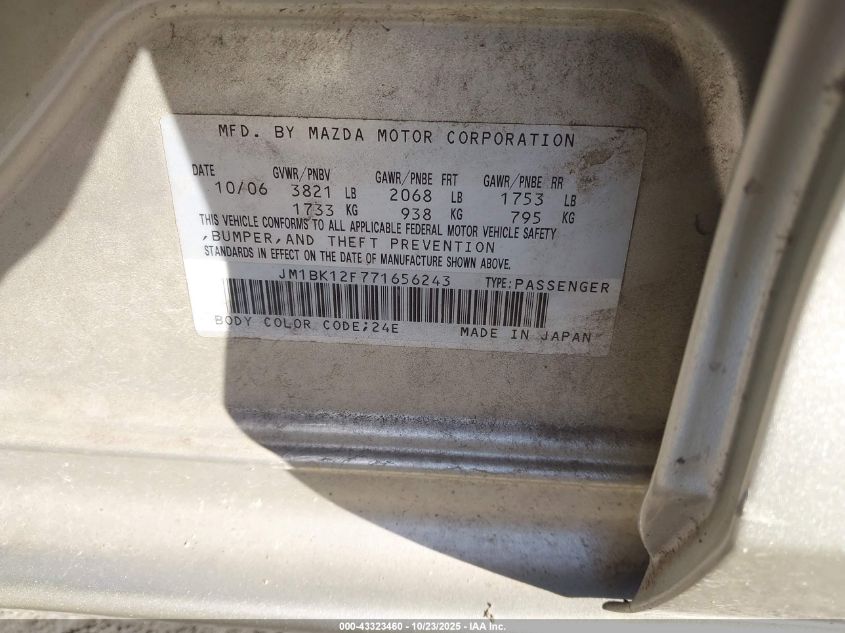 MFD. BY MAZDA MOTOR CORPORATION
DATE GVWR/PNBV GAWR/PNBE FRT GAWR/PNBE RR
10/06 3821 LB 2068 LB 1753 LB
1733 KG 938 KG 795 KG
THIS VEHICLE CONFORMS TO ALL APPLICABLE FEDERAL MOTOR VEHICLE SAFETY
,BUMPER,AND THEFT PREVENTION
STANDARDS IN EFFECT ON THE DATE OF MANUFACTURE SHOWN ABOVE.
JM1BK12F771656243 TYPE:PASSENGER
BODY COLOR CODE;24E MADE IN JAPAN
000-43323460 - 10/23/2025 - IAA Inc.